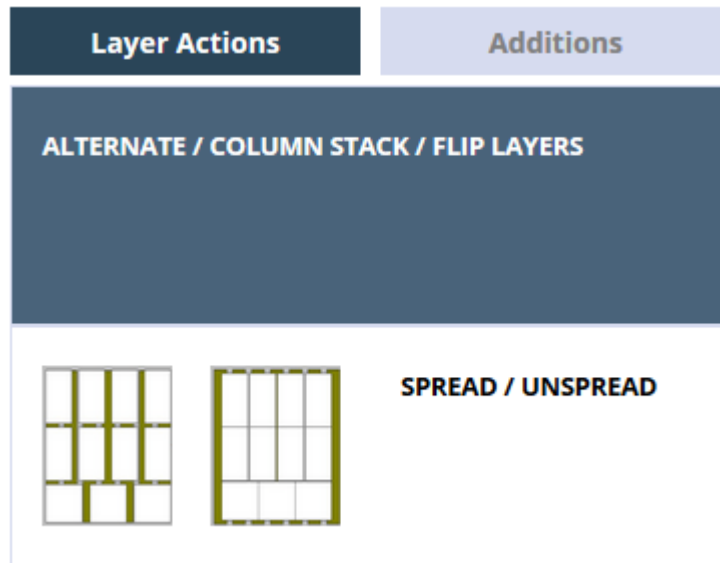 Layer Actions
Additions
ALTERNATE / COLUMN STACK / FLIP LAYERS
SPREAD / UNSPREAD